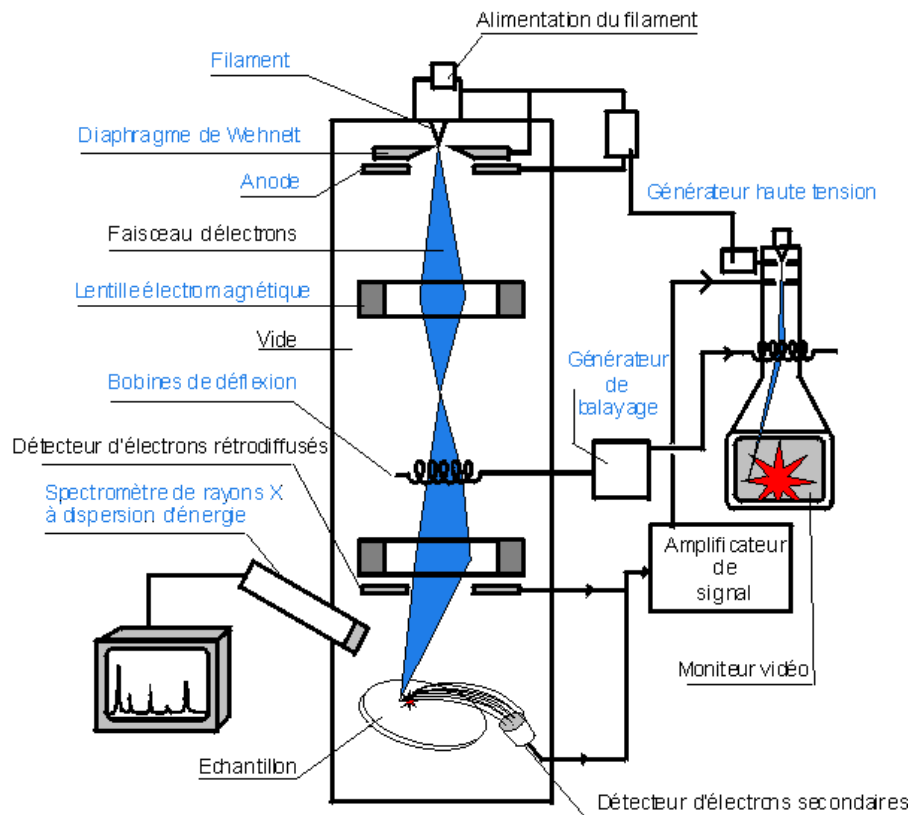 Alimentation du filament
Filament
Diaphragme de Wehnelt
Anode
Générateur haute tension
Faisceau délectrons
Lentille électromagnétique
Vide
Générateur
de
balayage
Bobines de déflexion
Détecteur d'électrons rétrodiffusés
Spectromètre de rayons X
à dispersion d'énergie
Amplificateur
de
signal
Moniteur vidéo
Echantillon
Détecteur d'électrons secondaires